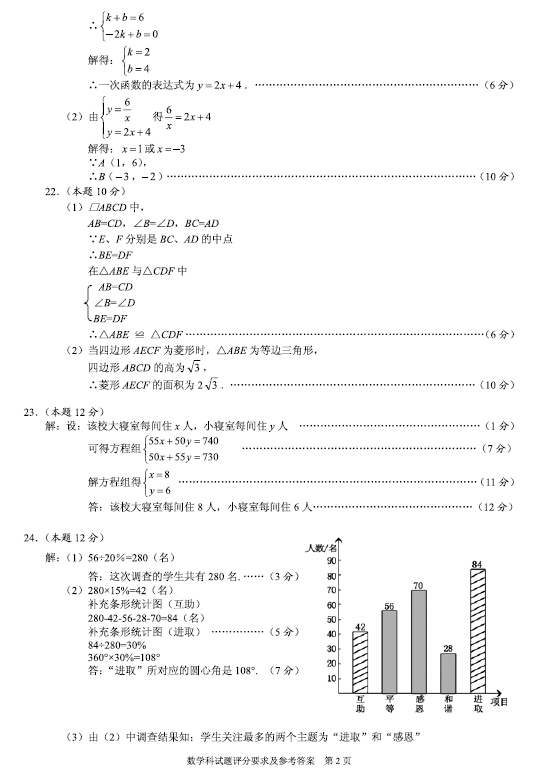 ∴{k+b=6
−2k+b=0
解得：{k=2
b=4
∴一次函数的表达式为 y=2x+4．……………………………………（6 分）
（2）由{y=6/x
y=2x+4
得 6/x=2x+4
解得：x=1 或 x=−3
∵A（1，6），
∴B（−3，−2）……………………………………（10 分）
22．（本题 10 分）
（1）□ABCD 中，
AB=CD，∠B=∠D，BC=AD
∵E、F 分别是 BC、AD 的中点
∴BE=DF
在△ABE 与△CDF 中
AB=CD
∠B=∠D
BE=DF
∴△ABE ≌ △CDF ……………………………………（6 分）
（2）当四边形 AECF 为菱形时，△ABE 为等边三角形，
四边形 ABCD 的高为 √3，
∴菱形 AECF 的面积为 2√3．……………………………………（10 分）
23．（本题 12 分）
解：设：该校大寝室每间住 x 人，小寝室每间住 y 人 ……………………………………（1 分）
可得方程组{55x+50y=740
50x+55y=730 ……………………………………（7 分）
解方程组得{x=8
y=6 ……………………………………（11 分）
答：该校大寝室每间住 8 人，小寝室每间住 6 人……………………………………（12 分）
24．（本题 12 分）
解：（1）56÷20%=280（名）
答：这次调查的学生共有 280 名. ……（3 分）
（2）280×15%=42（名）
补充条形统计图（互助）
280-42-56-28-70=84（名）
补充条形统计图（进取） ……………（5 分）
84÷280=30%
360°×30%=108°
答：“进取”所对应的圆心角是 108°.（7 分）
人数/名
90
80
70
60
50
40
30
20
10
42
56
70
28
84
互助
平等
感恩
和谐
进取
项目
（3）由（2）中调查结果知：学生关注最多的两个主题为“进取”和“感恩”
数学科试题评分要求及参考答案 第 2 页